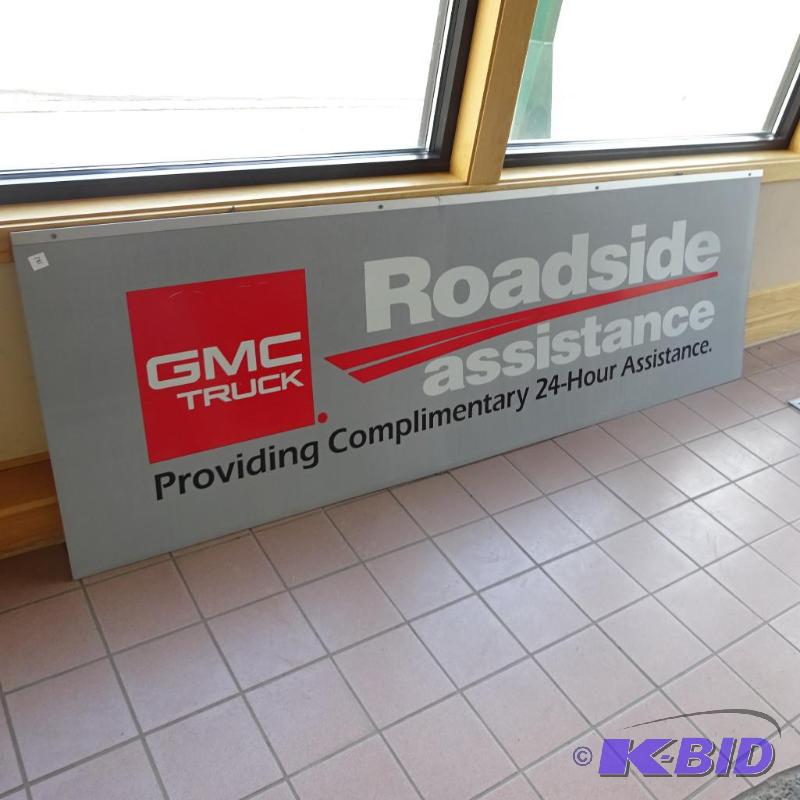 GMC
TRUCK
Roadside
assistance
Providing Complimentary 24-Hour Assistance.
© K-BID